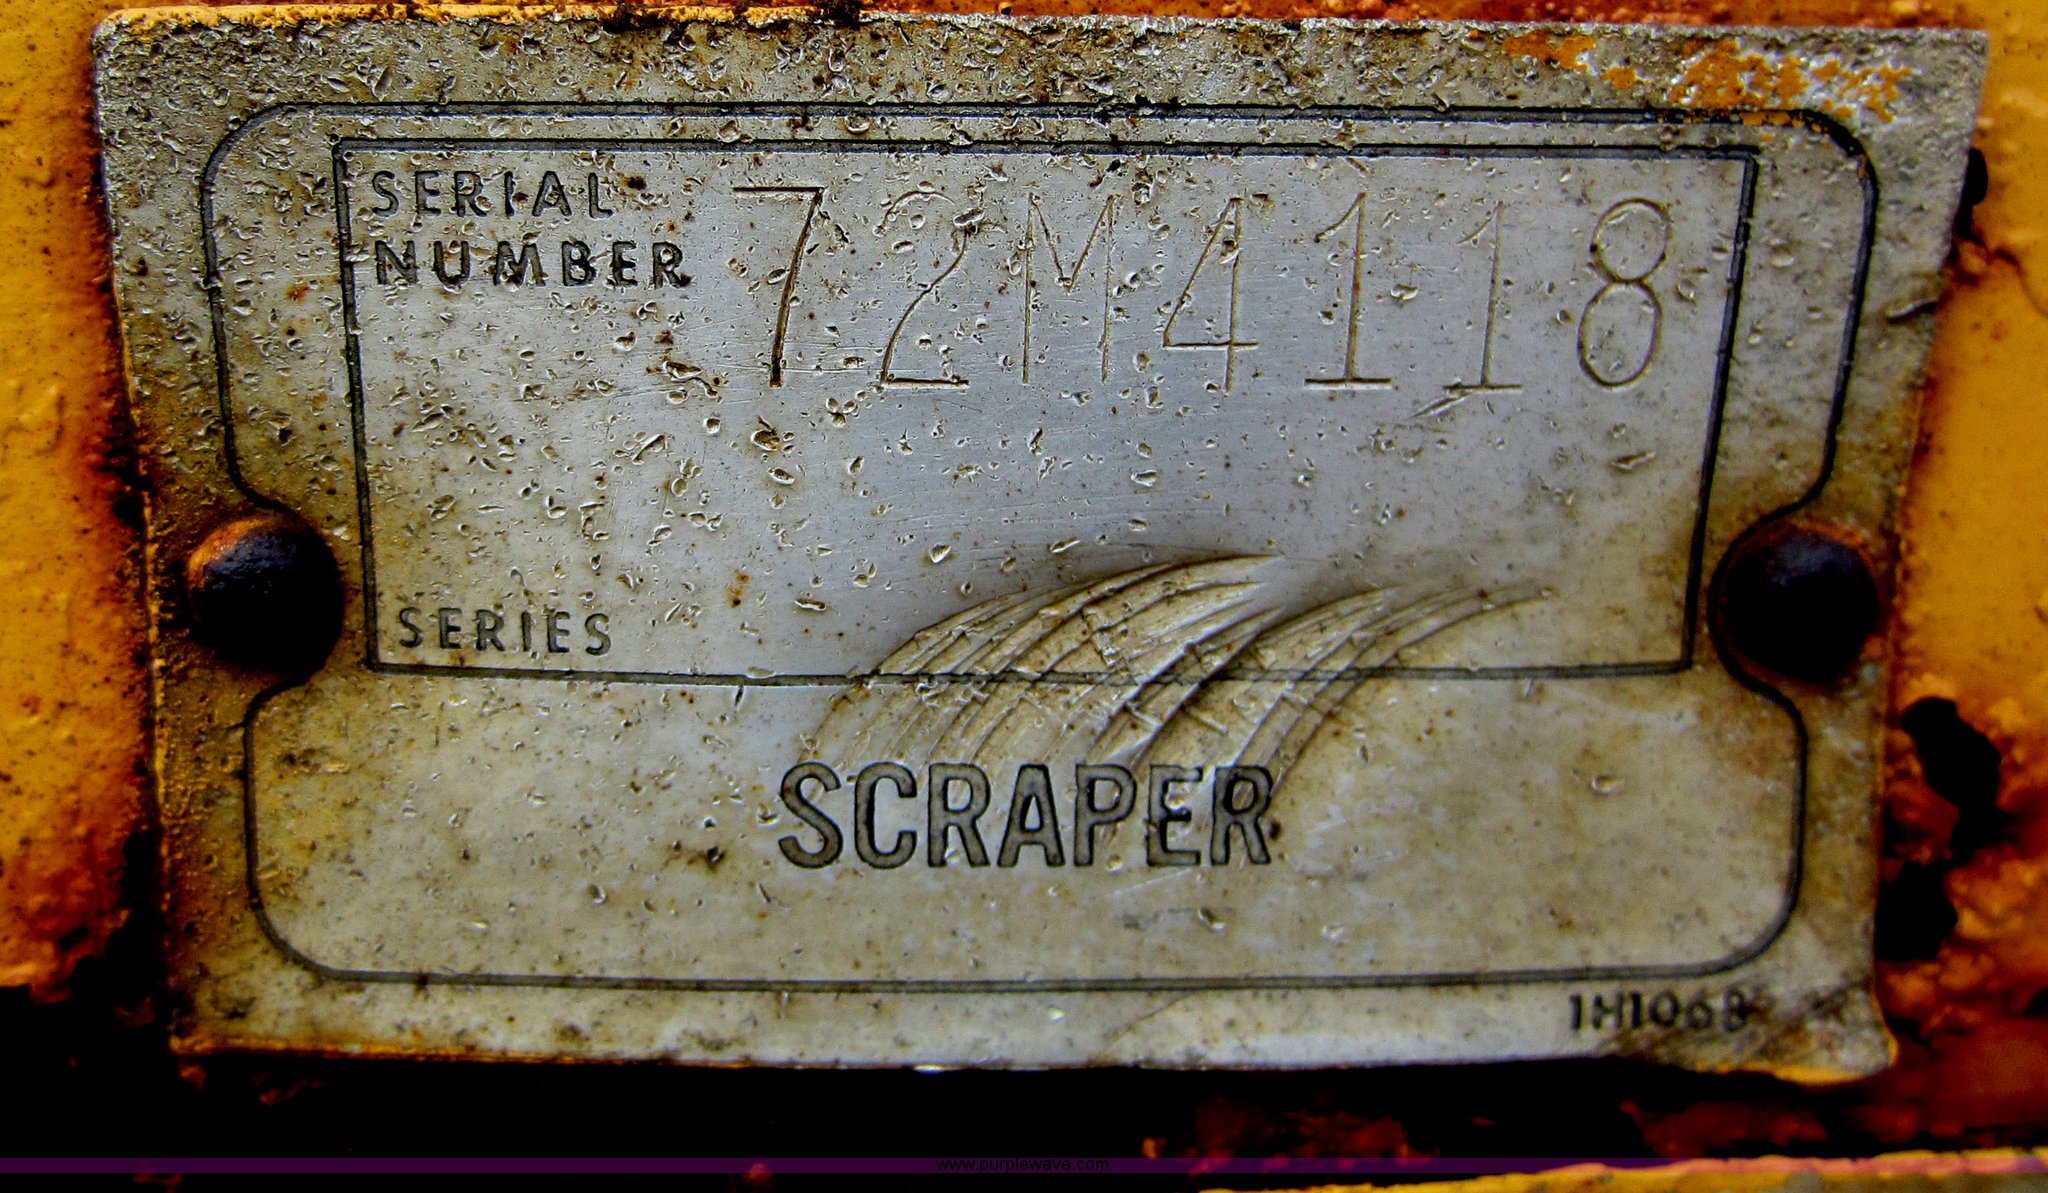 SERIAL
NUMBER 72M4118
SERIES
SCRAPER
1H1068
www.purplewave.com